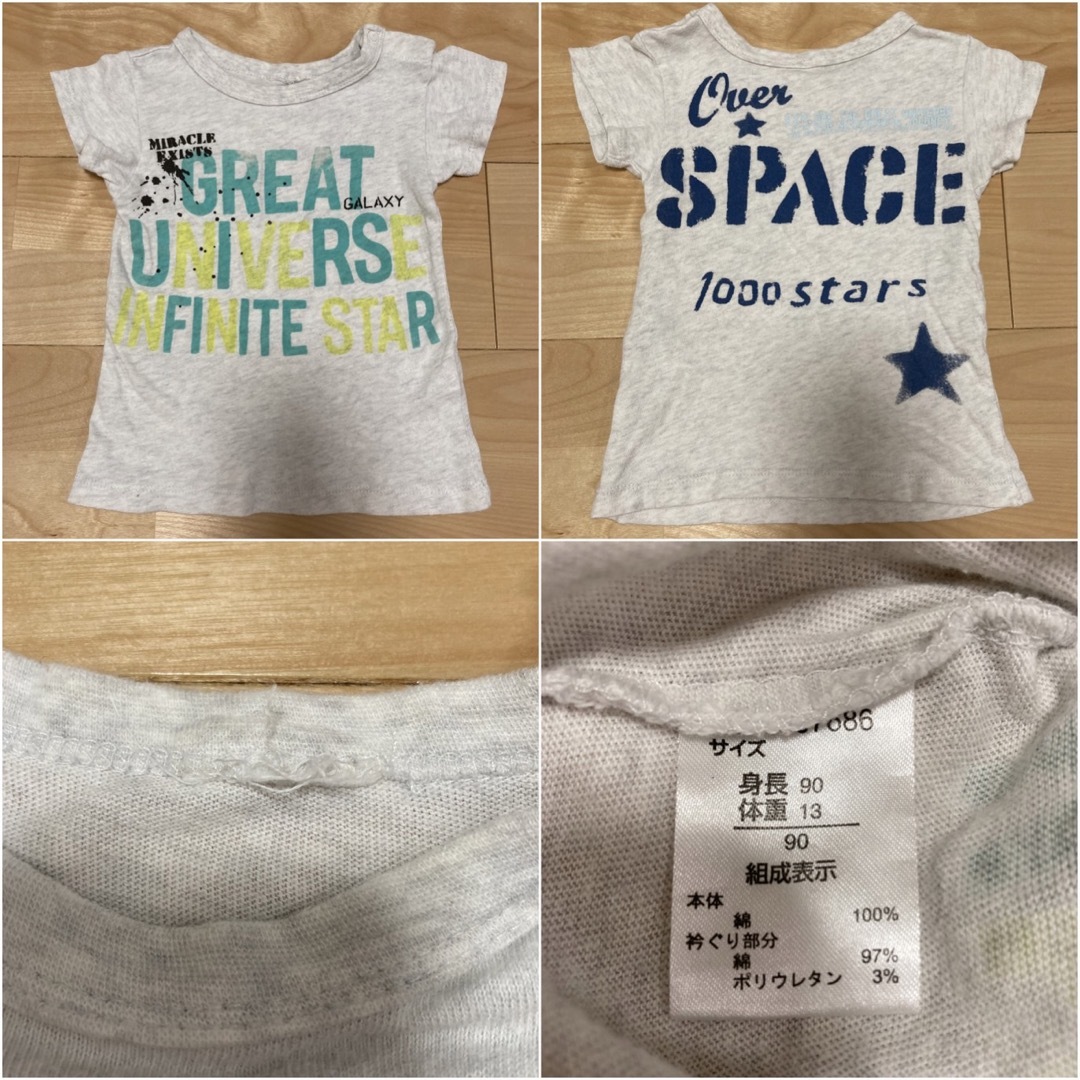 MIRACLE
EXISTS
GREAT
GALAXY
UNIVERSE
INFINITE STAR
Over
SPACE
1000 stars
7686
サイズ
身長 90
体重 13
90
組成表示
本体
綿 100%
衿ぐり部分
綿 97%
ポリウレタン 3%